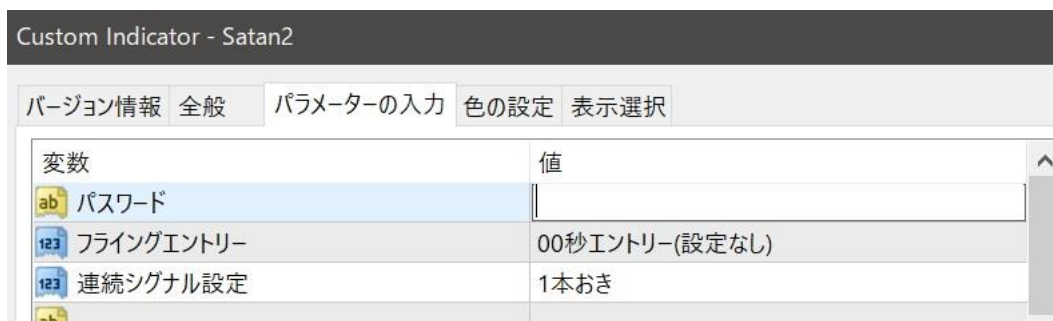 Custom Indicator - Satan2
バージョン情報 全般 パラメーターの入力 色の設定 表示選択
変数 値
ab パスワード
123 フライングエントリー 00秒エントリー(設定なし)
123 連続シグナル設定 1本おき
ab